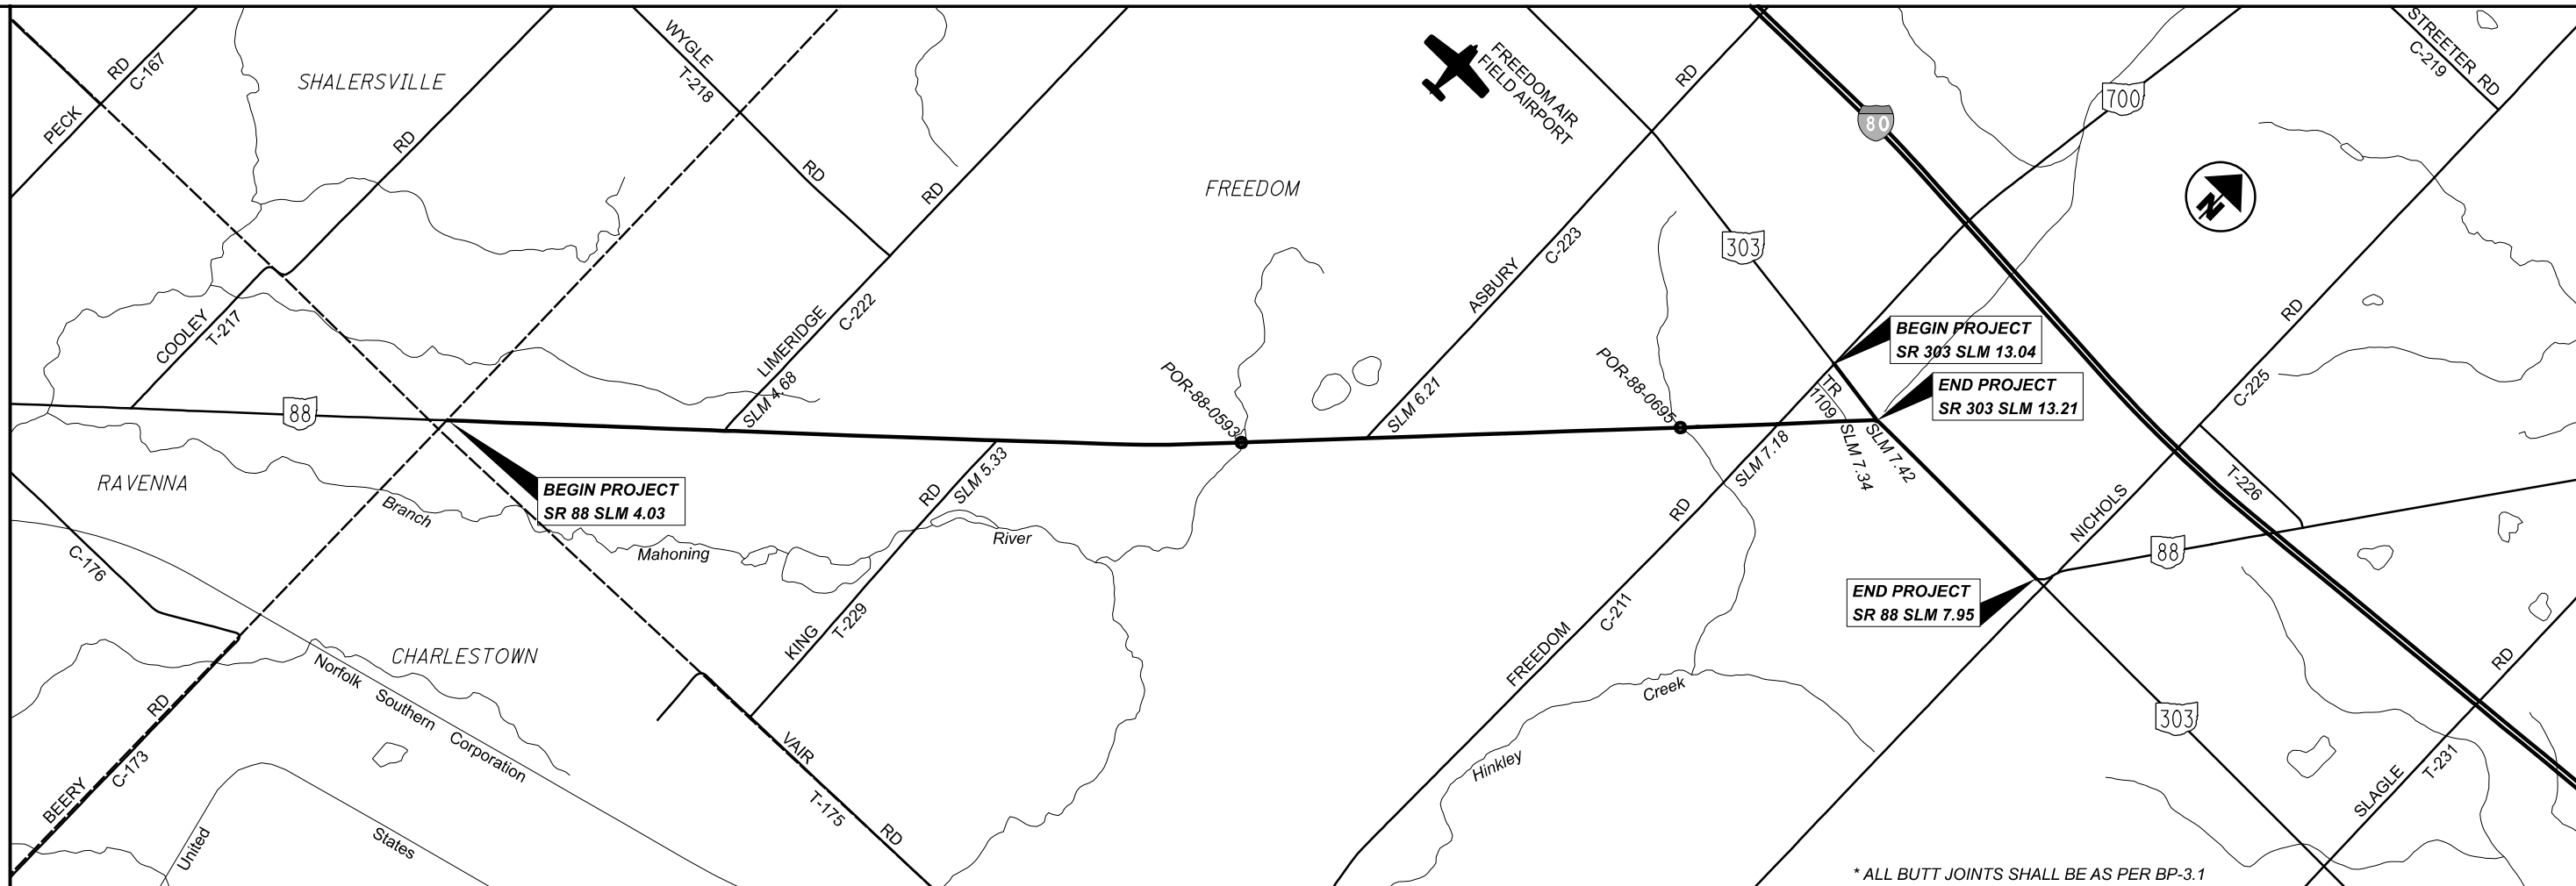 PECK RD
C-167
SHALERSVILLE
RD
WYGLE
T-218
RD
RD
FREEDOM AIR
FIELD AIRPORT
FREEDOM
RD
ASBURY
C-223
303
80
700
STREETER RD
C-219
N
COOLEY
T-217
LIMERIDGE
C-222
SLM 4.68
88
RAVENNA
BEGIN PROJECT
SR 88 SLM 4.03
POR-88-0593
SLM 6.21
POR-88-0695
BEGIN PROJECT
SR 303 SLM 13.04
END PROJECT
SR 303 SLM 13.21
TR
1109
SLM 7.18
SLM 7.34
SLM 7.42
RD
C-225
T-226
NICHOLS
88
END PROJECT
SR 88 SLM 7.95
Branch
Mahoning
River
RD
SLM 5.33
KING
T-229
C-176
CHARLESTOWN
Norfolk Southern Corporation
BEERY RD
C-173
United States
VAIR RD
T-175
FREEDOM RD
C-211
Hinkley Creek
303
SLAGLE RD
T-231
* ALL BUTT JOINTS SHALL BE AS PER BP-3.1